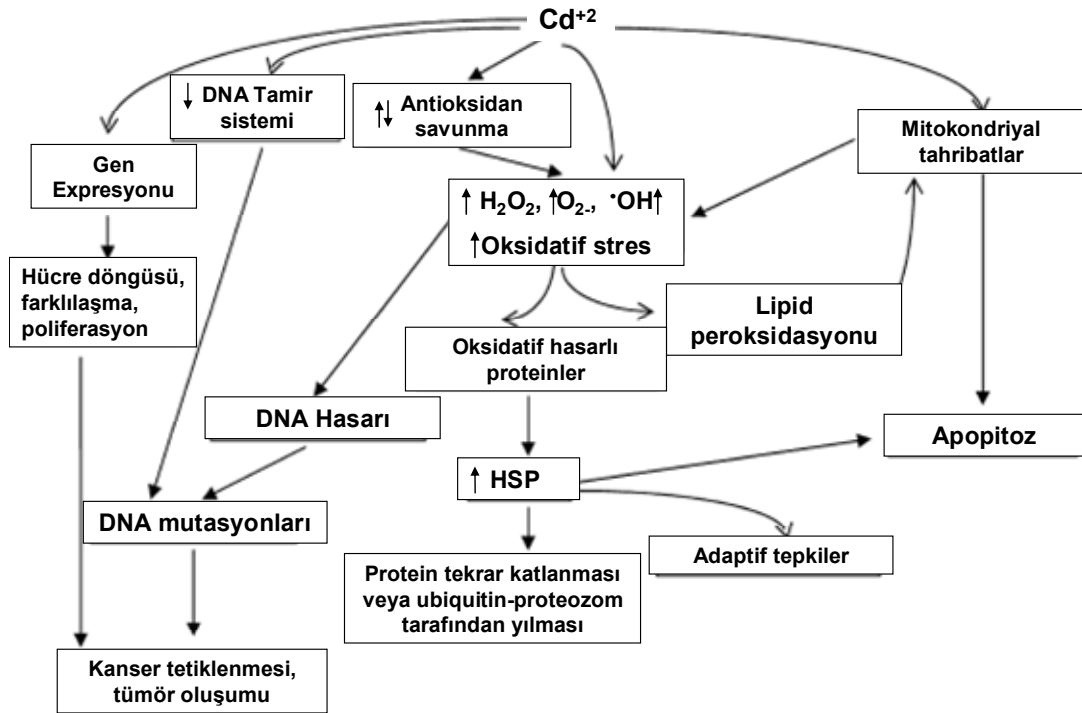 Cd+2
↓ DNA Tamir
sistemi
↑↓ Antioksidan
savunma
Mitokondriyal
tahribatlar
Gen
Expresyonu
↑ H2O2, ↑O2-, •OH↑
↑Oksidatif stres
Hücre döngüsü,
farklılaşma,
poliferasyon
Lipid
peroksidasyonu
Oksidatif hasarlı
proteinler
DNA Hasarı
Apopitoz
↑ HSP
DNA mutasyonları
Adaptif tepkiler
Protein tekrar katlanması
veya ubiquitin-proteozom
tarafından yılması
Kanser tetiklenmesi,
tümör oluşumu